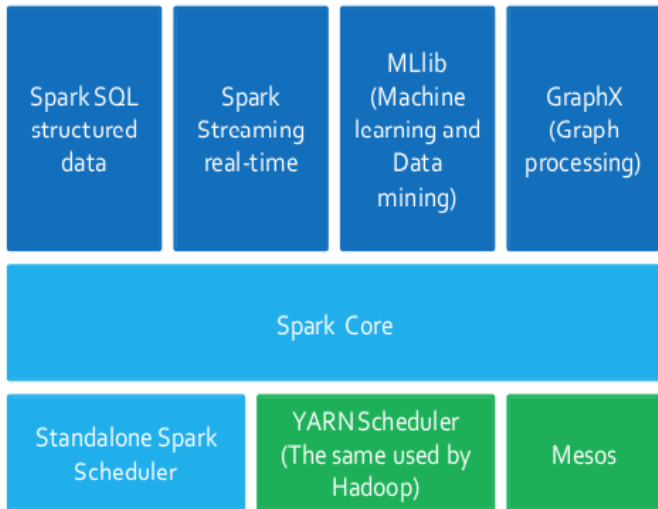 Spark SQL
structured
data
Spark
Streaming
real-time
MLlib
(Machine
learning and
Data
mining)
GraphX
(Graph
processing)
Spark Core
Standalone Spark
Scheduler
YARN Scheduler
(The same used by
Hadoop)
Mesos